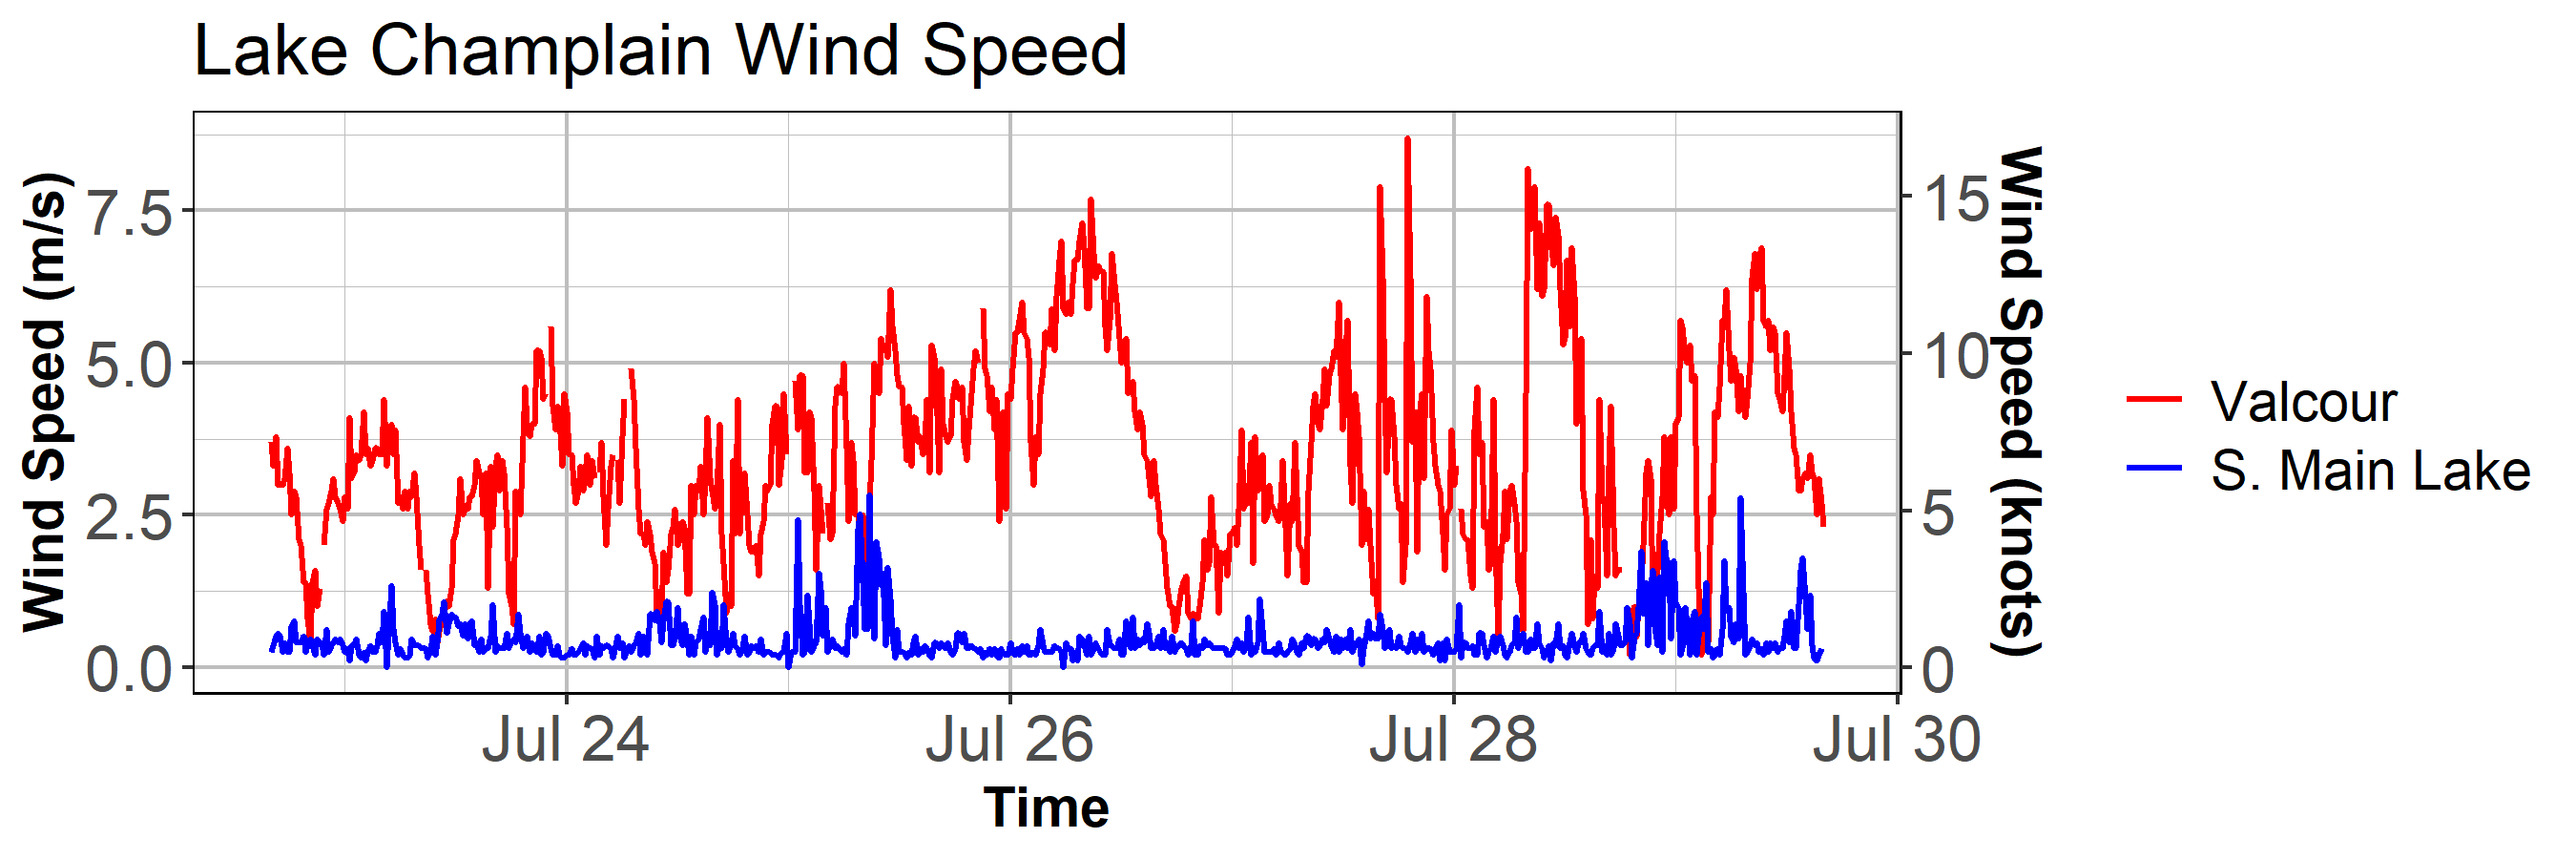 Lake Champlain Wind Speed
Wind Speed (m/s)
7.5
5.0
2.5
0.0
15
10
5
0
Wind Speed (knots)
Jul 24
Jul 26
Jul 28
Jul 30
Time
Valcour
S. Main Lake